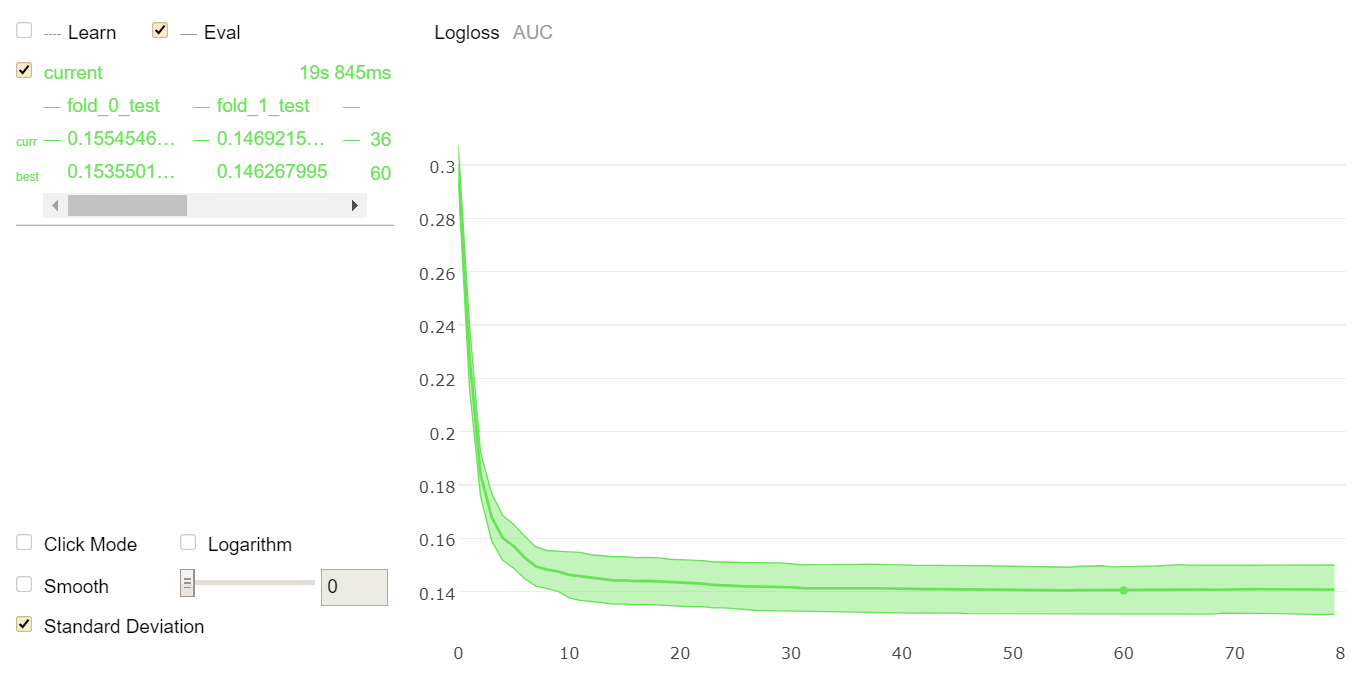 Learn Eval
current 19s 845ms
fold_0_test fold_1_test
curr 0.1554546... 0.1469215... 36
best 0.1535501... 0.146267995 60
Click Mode Logarithm
Smooth 0
Standard Deviation
Logloss AUC
0.3
0.28
0.26
0.24
0.22
0.2
0.18
0.16
0.14
0 10 20 30 40 50 60 70 8